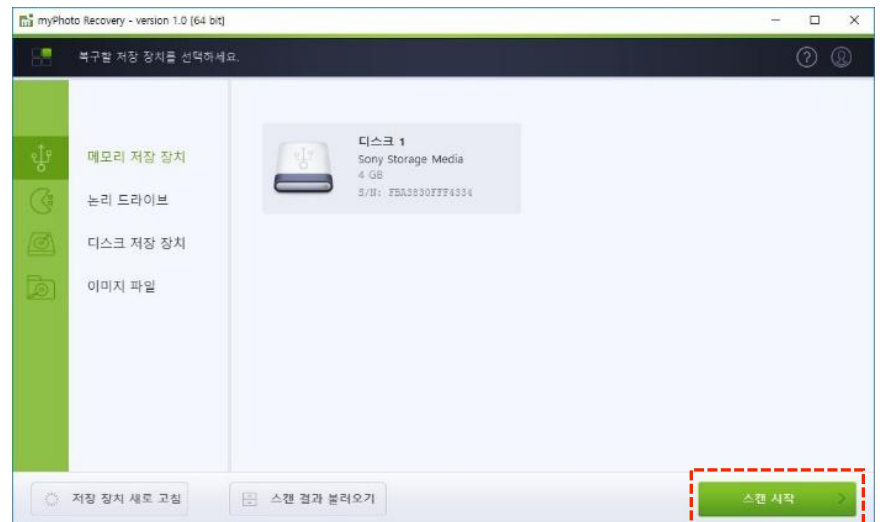 myPhoto Recovery - version 1.0 (64 bit)
복구할 저장 장치를 선택하세요.
메모리 저장 장치
논리 드라이브
디스크 저장 장치
이미지 파일
디스크 1
Sony Storage Media
4 GB
S/N: FBA5830FFF4334
저장 장치 새로 고침
스캔 결과 불러오기
스캔 시작